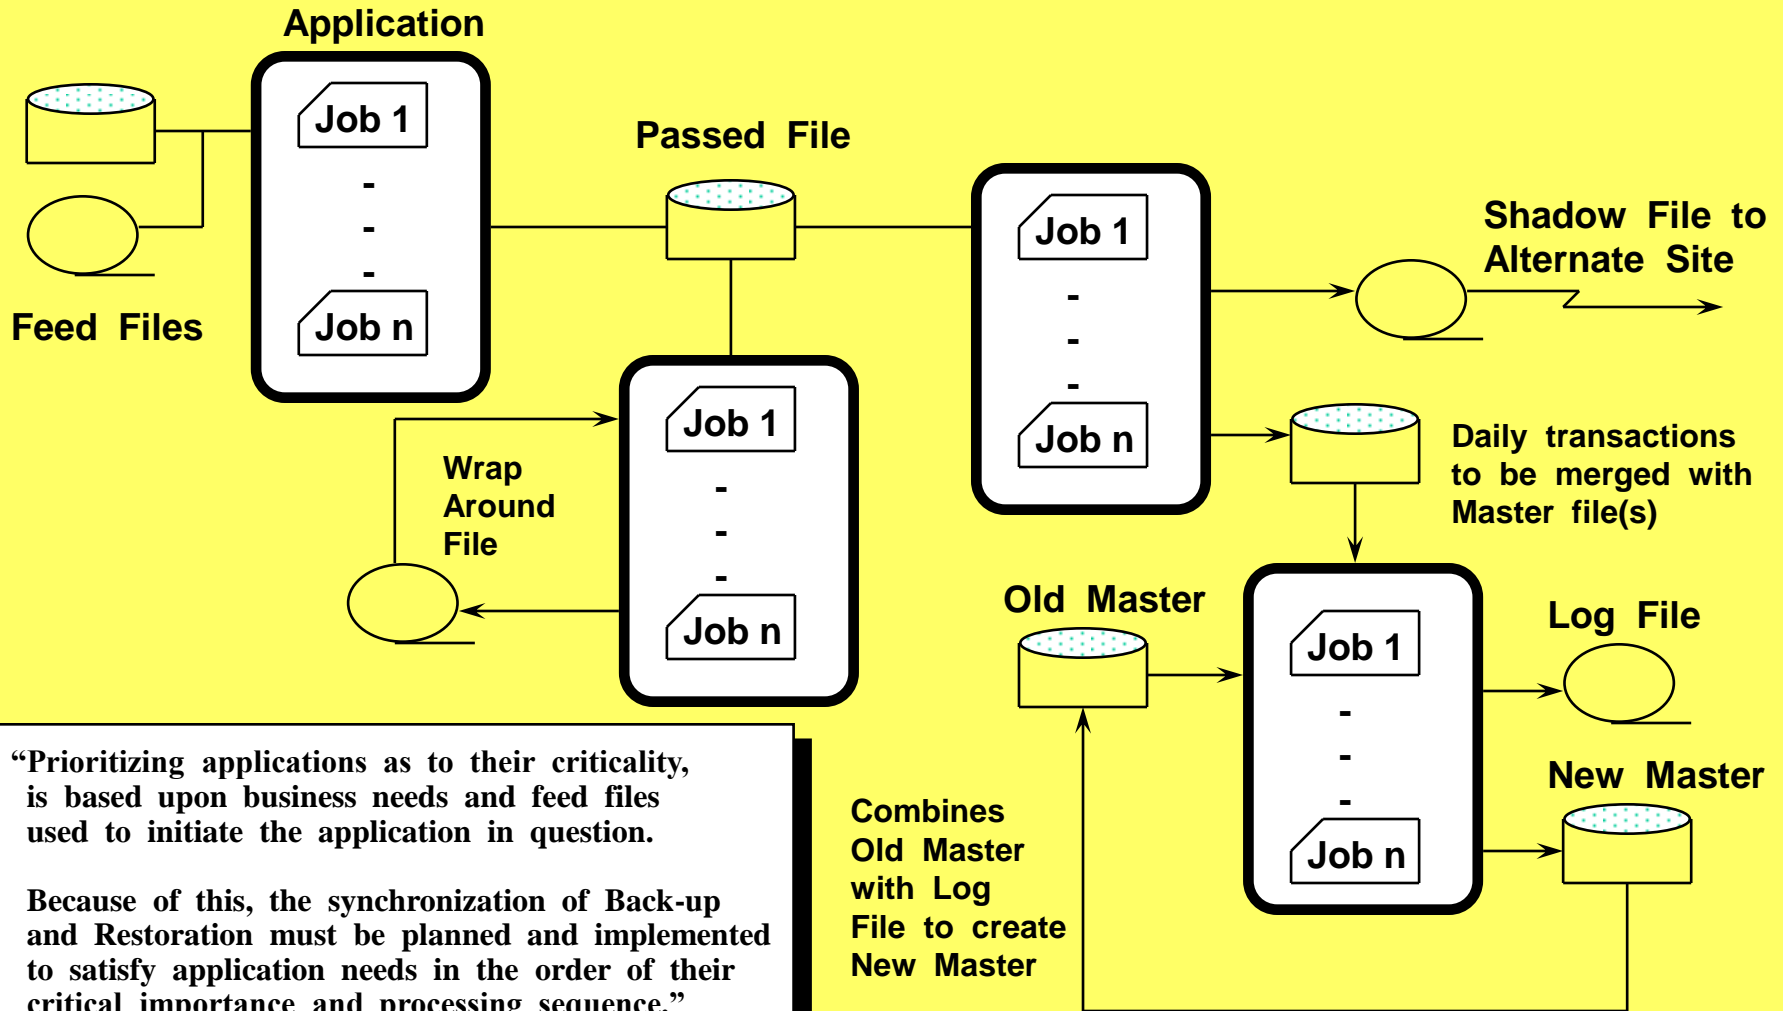 Application
Job 1
-
-
-
Job n
Feed Files
Passed File
Job 1
-
-
-
Job n
Wrap
Around
File
Job 1
-
-
-
Job n
Shadow File to
Alternate Site
Daily transactions
to be merged with
Master file(s)
Old Master
Job 1
-
-
-
Job n
Log File
New Master
Combines
Old Master
with Log
File to create
New Master
“Prioritizing applications as to their criticality,
is based upon business needs and feed files
used to initiate the application in question.
Because of this, the synchronization of Back-up
and Restoration must be planned and implemented
to satisfy application needs in the order of their
critical importance and processing sequence.”